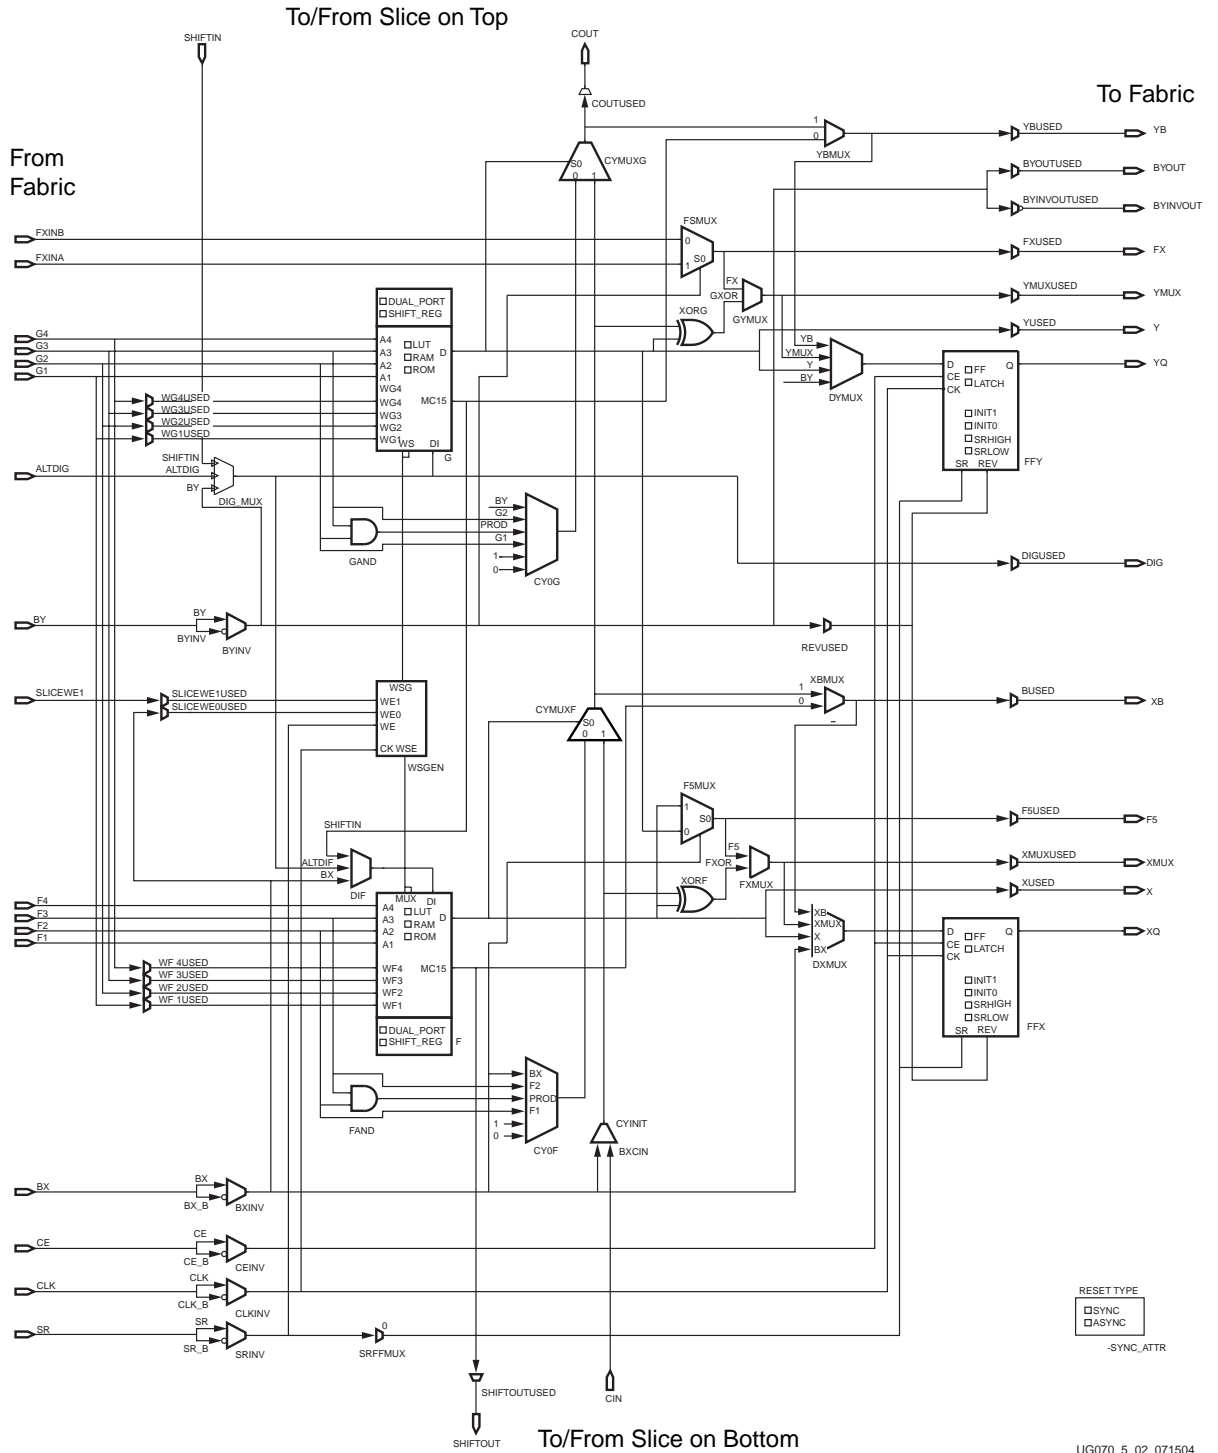 To/From Slice on Top
SHIFTIN
COUT
COUTUSED
To Fabric
From
Fabric
1
0
YBMUX
YBUSED
YB
CYMUXG
S0
0 1
BYOUTUSED
BYOUT
BYINVOUTUSED
BYINVOUT
FXINB
FSMUX
0
FXINA
1 S0
FXUSED
FX
FX
GXOR
GYMUX
YMUXUSED
YMUX
DUAL_PORT
SHIFT_REG
XORG
YUSED
Y
G4
G3
G2
G1
A4
A3
A2
A1
WG4
WG4
WG3
WG2
WG1
LUT
RAM
ROM
D
MC15
WS DI
G
WG4USED
WG3USED
WG2USED
WG1USED
YB
YMUX
Y
BY
DYMUX
D
CE
CK
Q
FF
LATCH
INIT1
INIT0
SRHIGH
SRLOW
SR REV
FFY
YQ
SHIFTIN
ALTDIG
BY
DIG_MUX
ALTDIG
BY
G2
PROD
G1
1
0
CY0G
GAND
DIGUSED
DIG
BY
BY
BYINV
BYINV
REVUSED
SLICEWE1
SLICEWE1USED
SLICEWE0USED
WSG
WE1
WE0
WE
CK WSE
WSGEN
CYMUXF
S0
0 1
XBMUX
1
0
BUSED
XB
F5MUX
1
S0
0
F5USED
F5
SHIFTIN
ALTDIF
BX
DIF
F5
FXOR
FXMUX
XMUXUSED
XMUX
XORF
XUSED
X
F4
F3
F2
F1
MUX DI
A4
A3
A2
A1
LUT
RAM
ROM
D
WF4
WF3
WF2
WF1
MC15
WF 4USED
WF 3USED
WF 2USED
WF 1USED
DUAL_PORT
SHIFT_REG
F
XB
XMUX
X
BX
DXMUX
D
CE
CK
Q
FF
LATCH
INIT1
INIT0
SRHIGH
SRLOW
SR REV
FFX
XQ
BX
F2
PROD
F1
1
0
CY0F
FAND
CYINIT
BXCIN
BX
BX
BX_B
BXINV
CE
CE
CE_B
CEINV
CLK
CLK
CLK_B
CLKINV
SR
SR
SR_B
SRINV
0
SRFFMUX
RESET TYPE
SYNC
ASYNC
-SYNC_ATTR
SHIFTOUTUSED
CIN
SHIFTOUT
To/From Slice on Bottom
UG070_5_02_071504